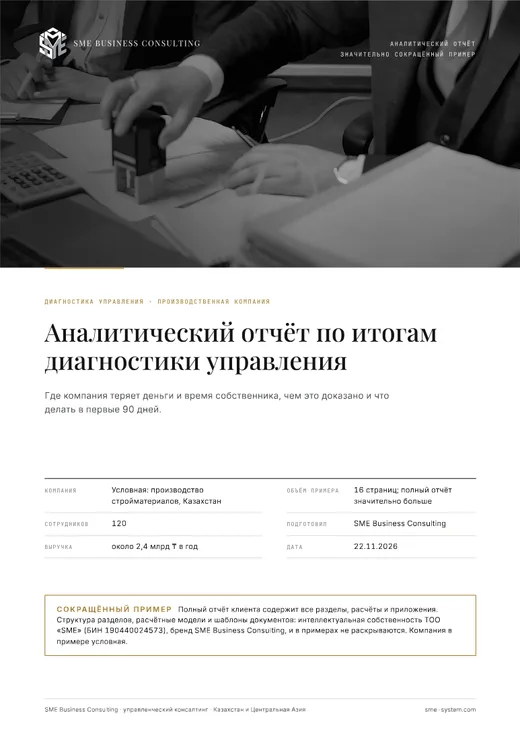 SME BUSINESS CONSULTING
АНАЛИТИЧЕСКИЙ ОТЧЁТ
ЗНАЧИТЕЛЬНО СОКРАЩЁННЫЙ ПРИМЕР
ДИАГНОСТИКА УПРАВЛЕНИЯ · ПРОИЗВОДСТВЕННАЯ КОМПАНИЯ
Аналитический отчёт по итогам
диагностики управления
Где компания теряет деньги и время собственника, чем это доказано и что
делать в первые 90 дней.
КОМПАНИЯ
Условная: производство
стройматериалов, Казахстан
ОБЪЁМ ПРИМЕРА
16 страниц; полный отчёт
значительно больше
СОТРУДНИКОВ
120
ПОДГОТОВИЛ
SME Business Consulting
ВЫРУЧКА
около 2,4 млрд ₸ в год
ДАТА
22.11.2026
СОКРАЩЁННЫЙ ПРИМЕР Полный отчёт клиента содержит все разделы, расчёты и приложения.
Структура разделов, расчётные модели и шаблоны документов: интеллектуальная собственность ТОО
«SME» (БИН 190440024573), бренд SME Business Consulting, и в примерах не раскрываются. Компания в
примере условная.
SME Business Consulting · управленческий консалтинг · Казахстан и Центральная Азия
sme-system.com